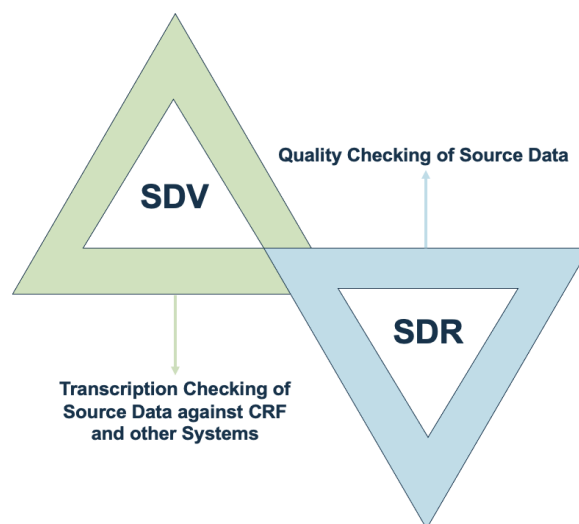 SDV
Quality Checking of Source Data
SDR
Transcription Checking of
Source Data against CRF
and other Systems